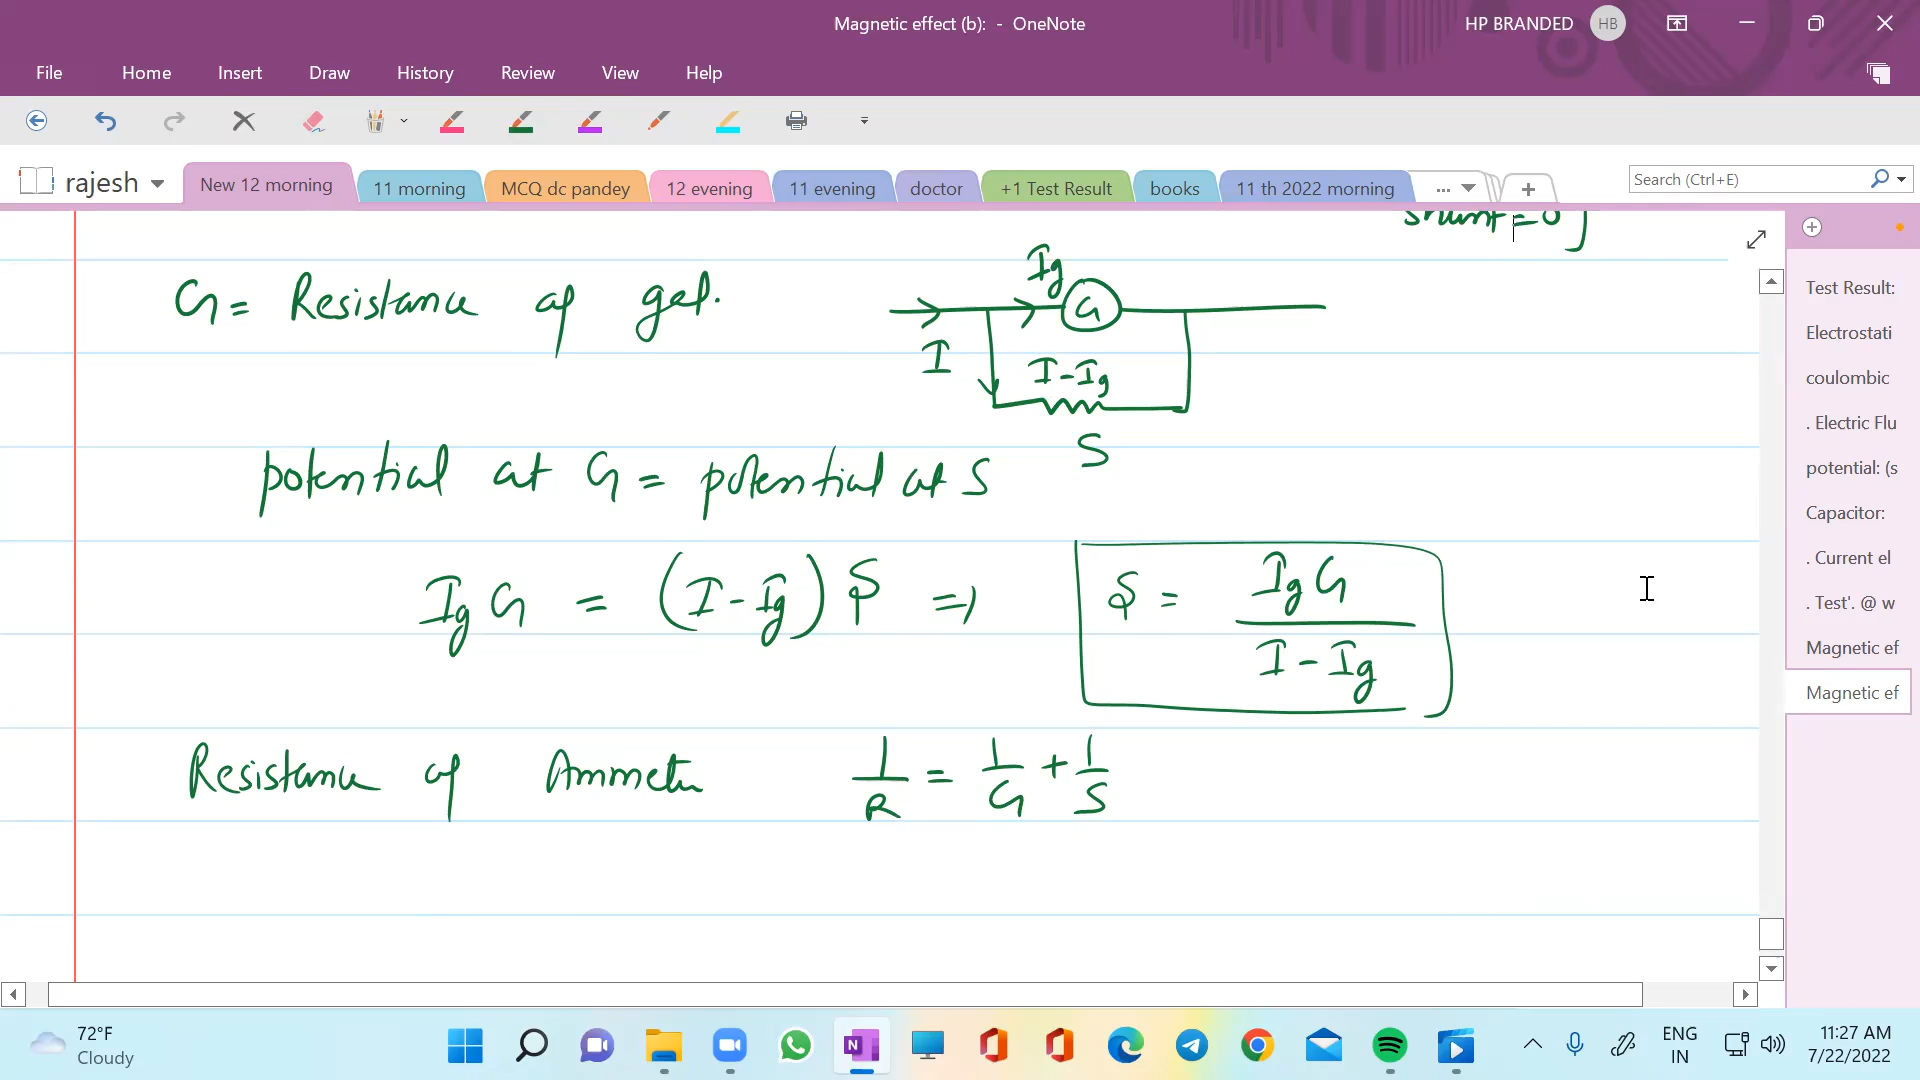 Magnetic effect (b): - OneNote
HP BRANDED HB
File Home Insert Draw History Review View Help
rajesh
New 12 morning 11 morning MCQ dc pandey 12 evening 11 evening doctor +1 Test Result books 11 th 2022 morning ...
Search (Ctrl+E)
shunt = 0]
G = Resistance of gal.
Ig
G
I
I - Ig
S
potential at G = potential at S
Ig G = (I - Ig) S => S = Ig G / I - Ig
Resistance of Ammeter 1/R = 1/G + 1/S
Test Result:
Electrostati
coulombic
. Electric Flu
potential: (s
Capacitor:
. Current el
. Test'. @ w
Magnetic ef
Magnetic ef
72°F
Cloudy
ENG
IN
11:27 AM
7/22/2022